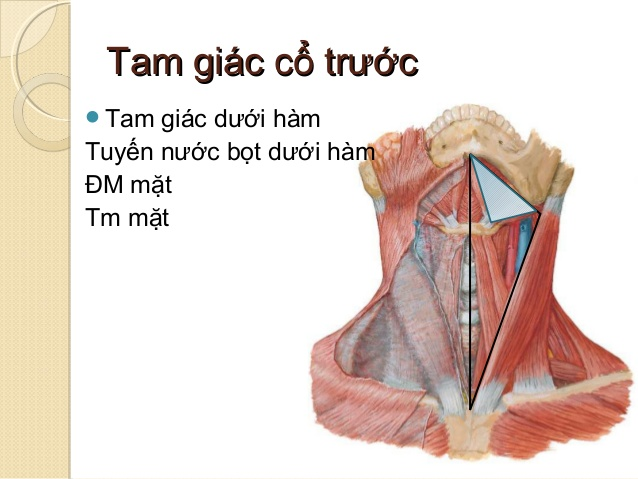 Tam giác cổ trước
Tam giác dưới hàm
Tuyến nước bọt dưới hàm
ĐM mặt
Tm mặt